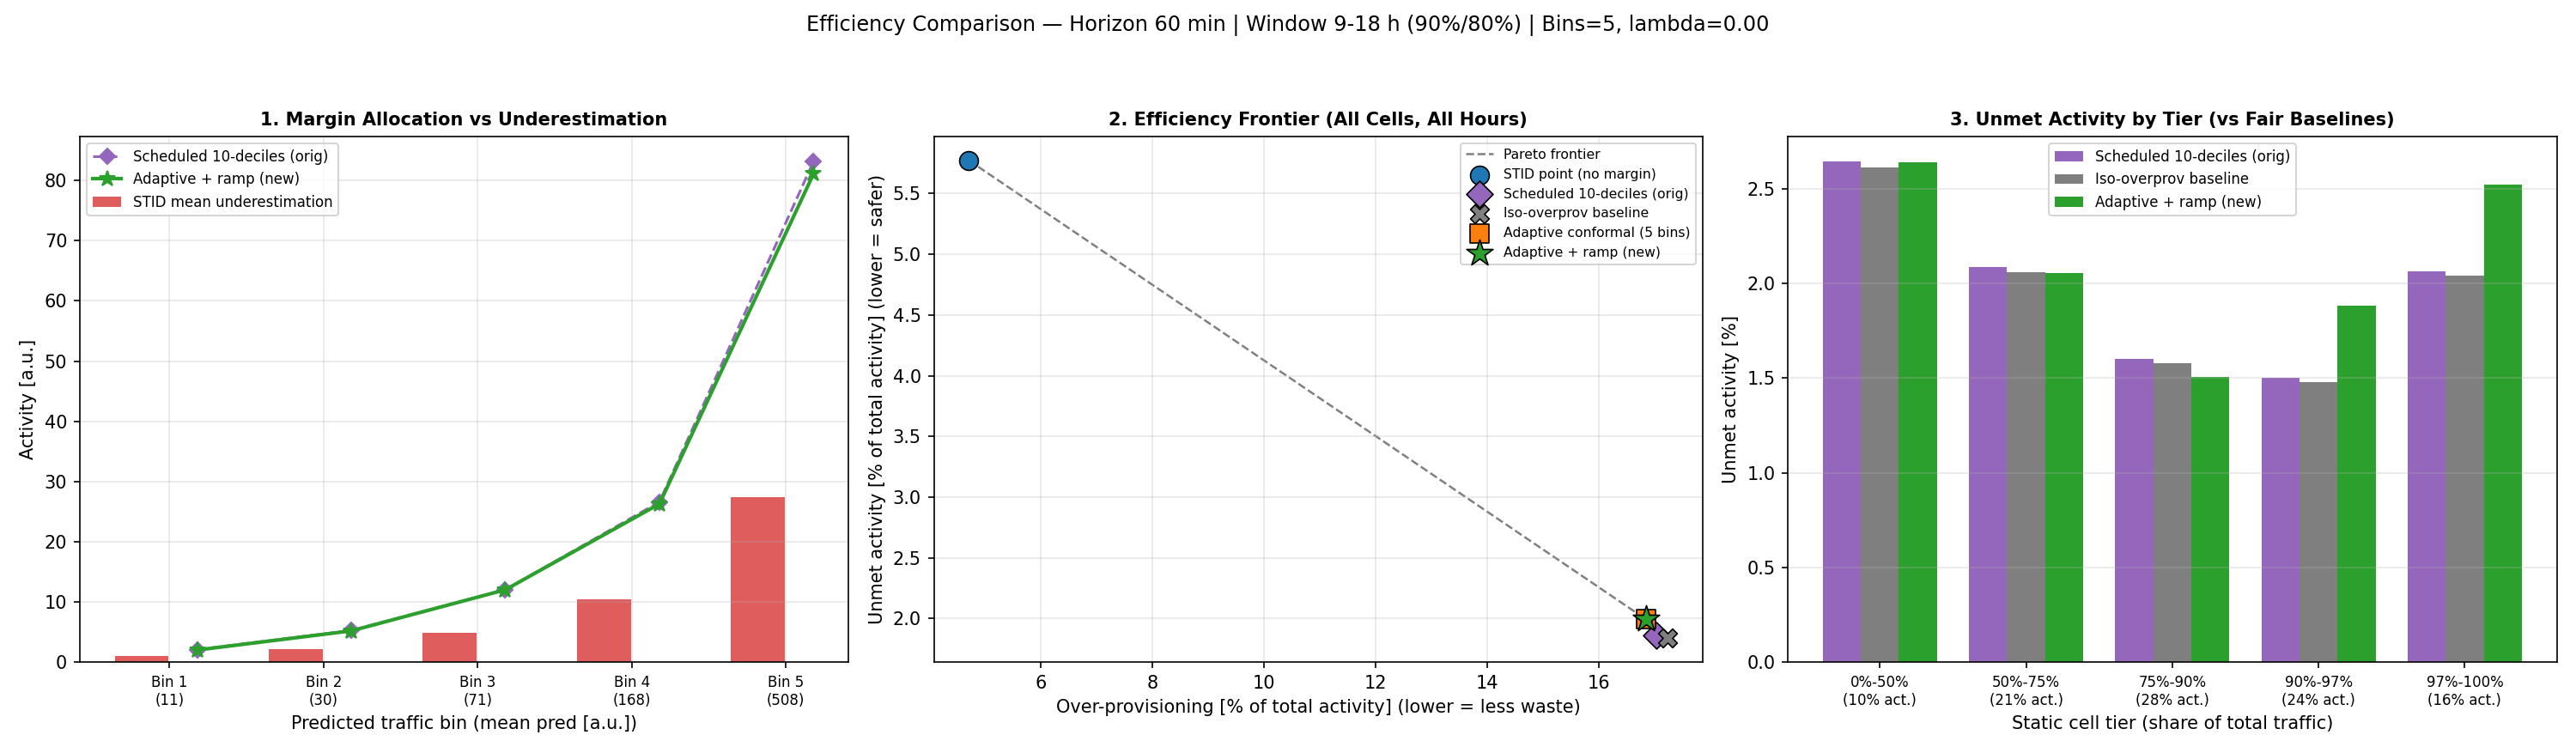 Efficiency Comparison — Horizon 60 min | Window 9-18 h (90%/80%) | Bins=5, lambda=0.00
1. Margin Allocation vs Underestimation
Scheduled 10-deciles (orig)
Adaptive + ramp (new)
STID mean underestimation
Activity [a.u.]
80
70
60
50
40
30
20
10
0
Bin 1
(11)
Bin 2
(30)
Bin 3
(71)
Bin 4
(168)
Bin 5
(508)
Predicted traffic bin (mean pred [a.u.])
2. Efficiency Frontier (All Cells, All Hours)
Pareto frontier
STID point (no margin)
Scheduled 10-deciles (orig)
Iso-overprov baseline
Adaptive conformal (5 bins)
Adaptive + ramp (new)
Unmet activity [% of total activity] (lower = safer)
5.5
5.0
4.5
4.0
3.5
3.0
2.5
2.0
6
8
10
12
14
16
Over-provisioning [% of total activity] (lower = less waste)
3. Unmet Activity by Tier (vs Fair Baselines)
Scheduled 10-deciles (orig)
Iso-overprov baseline
Adaptive + ramp (new)
Unmet activity [%]
2.5
2.0
1.5
1.0
0.5
0.0
0%-50%
(10% act.)
50%-75%
(21% act.)
75%-90%
(28% act.)
90%-97%
(24% act.)
97%-100%
(16% act.)
Static cell tier (share of total traffic)